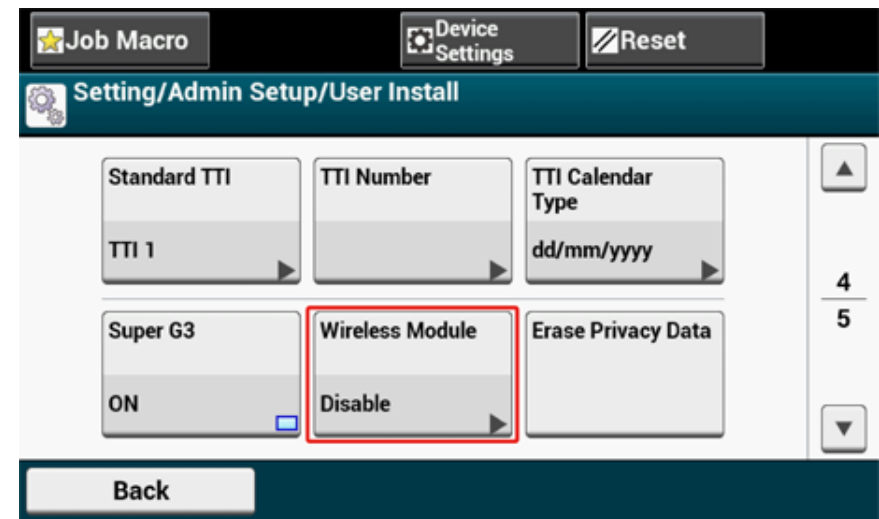 Job Macro
Device
Settings
Reset
Setting/Admin Setup/User Install
Standard TTI
TTI 1
TTI Number
TTI Calendar
Type
dd/mm/yyyy
4
5
Super G3
ON
Wireless Module
Disable
Erase Privacy Data
Back